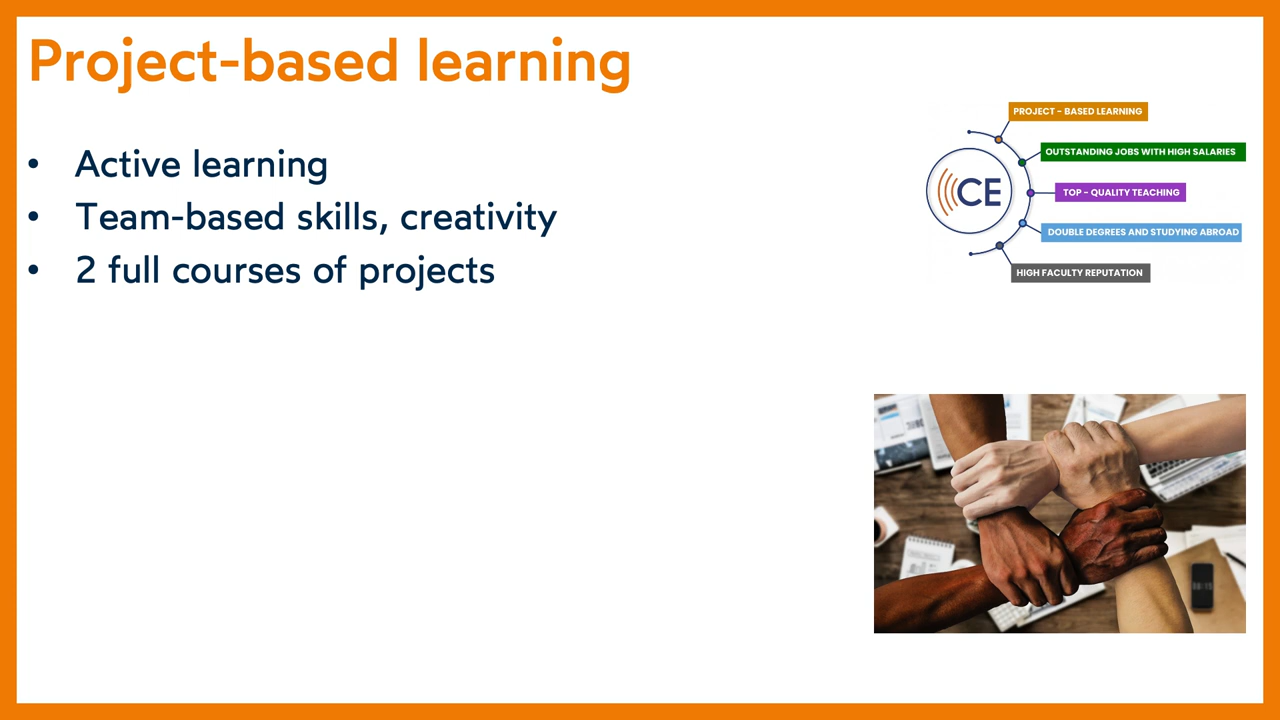 Project-based learning
• Active learning
• Team-based skills, creativity
• 2 full courses of projects
PROJECT - BASED LEARNING
OUTSTANDING JOBS WITH HIGH SALARIES
CE
TOP - QUALITY TEACHING
DOUBLE DEGREES AND STUDYING ABROAD
HIGH FACULTY REPUTATION